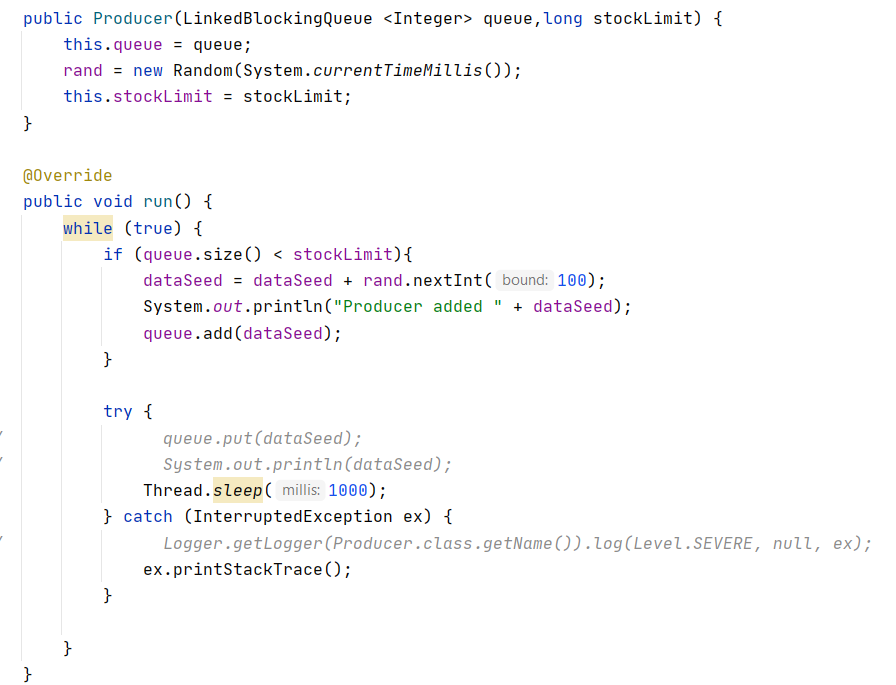 public Producer(LinkedBlockingQueue <Integer> queue,long stockLimit) {
    this.queue = queue;
    rand = new Random(System.currentTimeMillis());
    this.stockLimit = stockLimit;
}

@Override
public void run() {
    while (true) {
        if (queue.size() < stockLimit){
            dataSeed = dataSeed + rand.nextInt( bound: 100);
            System.out.println("Producer added " + dataSeed);
            queue.add(dataSeed);
        }

        try {
              queue.put(dataSeed);
              System.out.println(dataSeed);
            Thread.sleep( millis: 1000);
        } catch (InterruptedException ex) {
              Logger.getLogger(Producer.class.getName()).log(Level.SEVERE, null, ex);
            ex.printStackTrace();
        }

    }
}